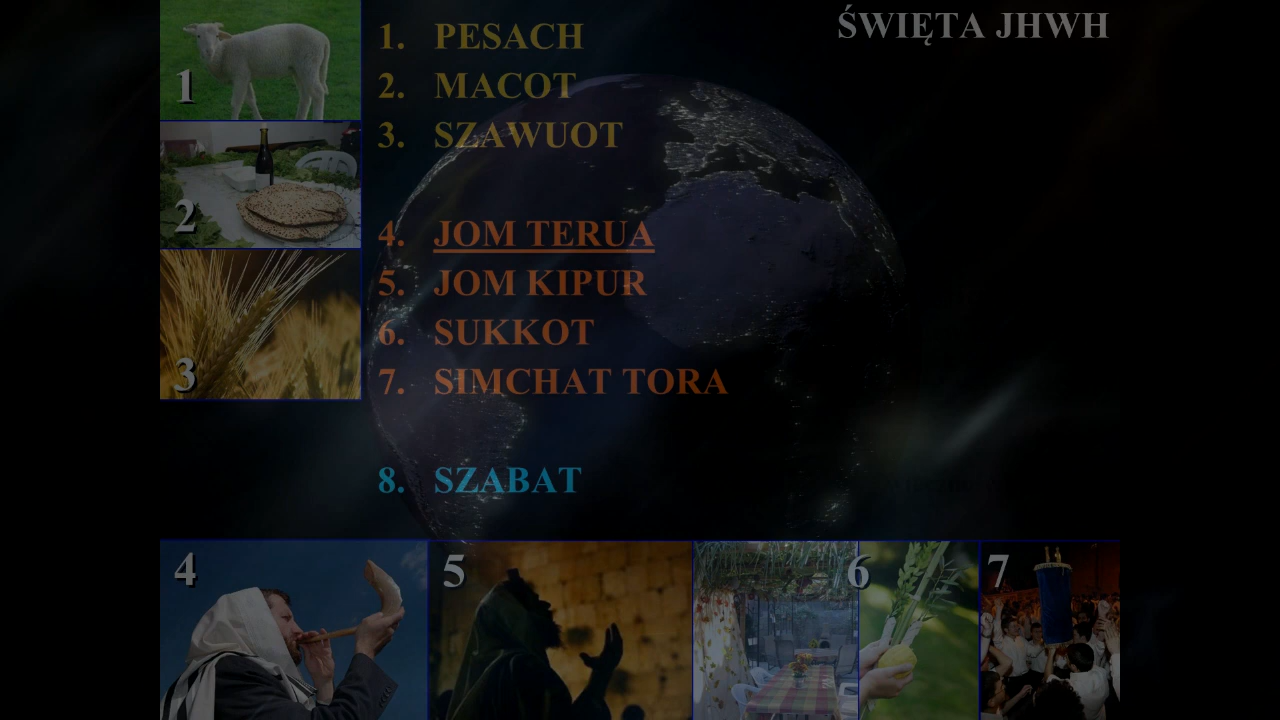 ŚWIĘTA JHWH
1. PESACH
2. MACOT
3. SZAWUOT
4. JOM TERUA
5. JOM KIPUR
6. SUKKOT
7. SIMCHAT TORA
8. SZABAT
1
2
3
4
5
6
7